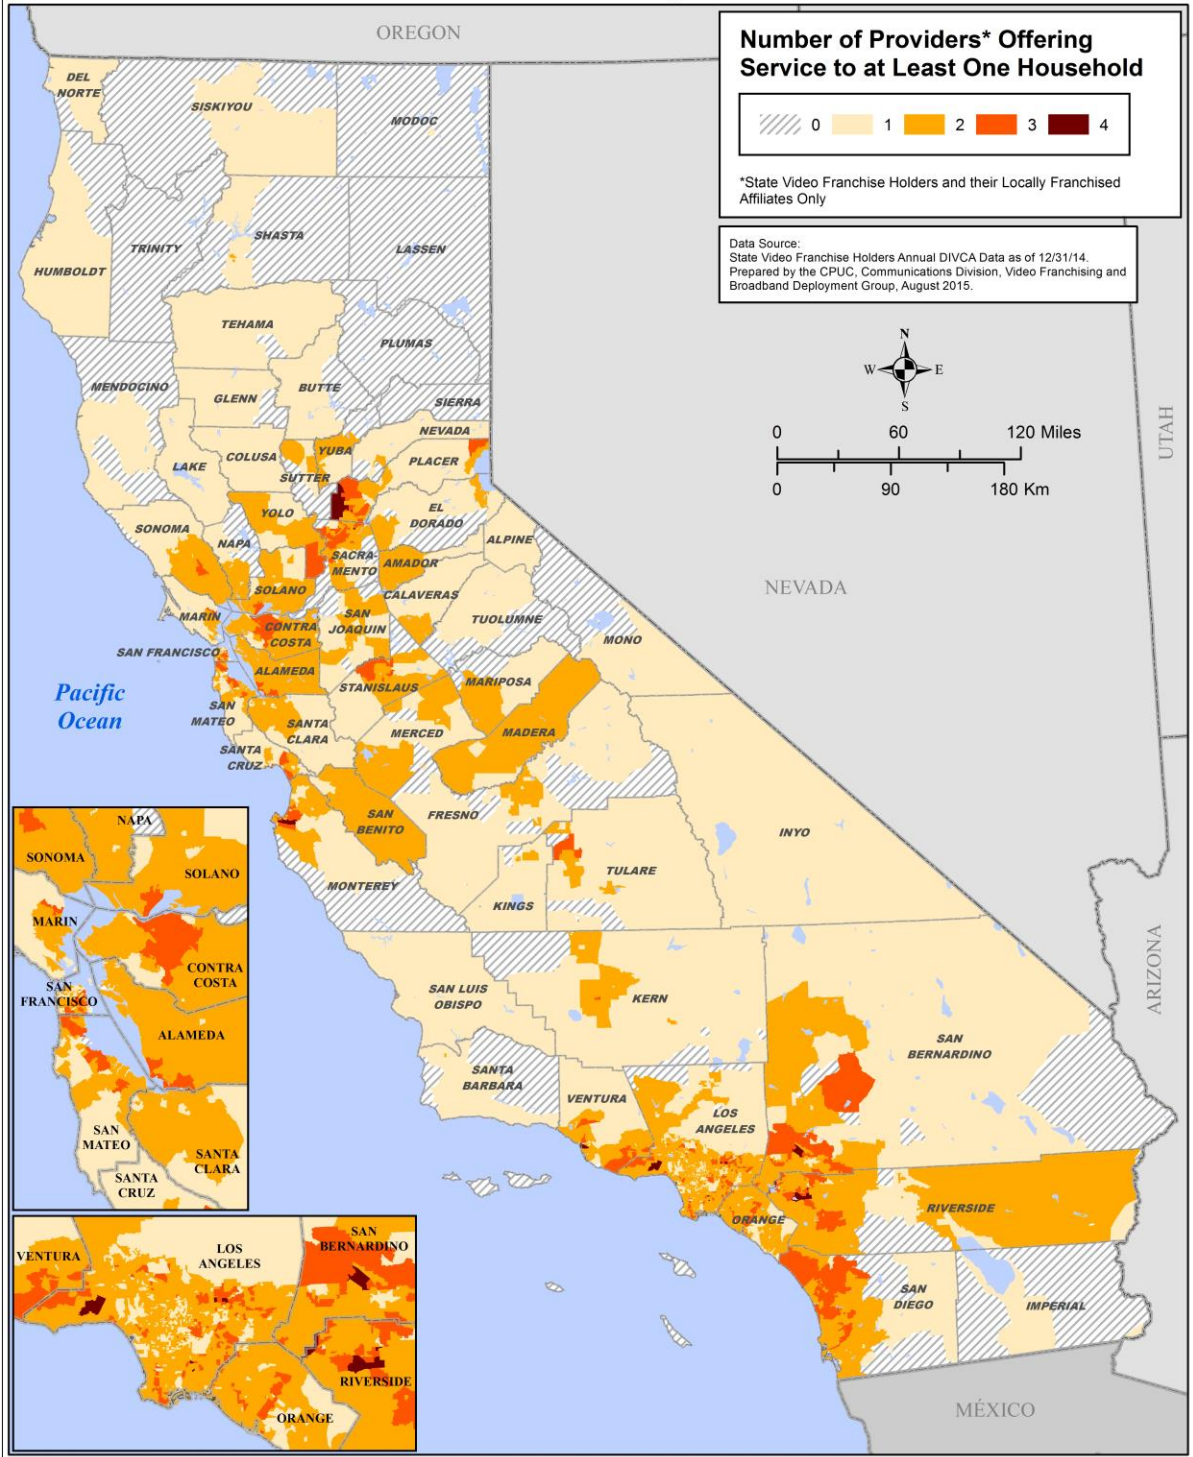 OREGON
Number of Providers* Offering
Service to at Least One Household
0 1 2 3 4
*State Video Franchise Holders and their Locally Franchised
Affiliates Only
Data Source:
State Video Franchise Holders Annual DIVCA Data as of 12/31/14.
Prepared by the CPUC, Communications Division, Video Franchising and
Broadband Deployment Group, August 2015.
N
W E
S
0 60 120 Miles
0 90 180 Km
UTAH
NEVADA
ARIZONA
MÉXICO
Pacific
Ocean
DEL
NORTE
SISKIYOU
MODOC
HUMBOLDT
TRINITY
SHASTA
LASSEN
TEHAMA
PLUMAS
MENDOCINO
GLENN
BUTTE
SIERRA
NEVADA
LAKE
COLUSA
SUTTER
YUBA
PLACER
SONOMA
NAPA
YOLO
EL
DORADO
ALPINE
SACRA-
MENTO
AMADOR
SOLANO
CALAVERAS
MARIN
CONTRA
COSTA
SAN
JOAQUIN
TUOLUMNE
MONO
SAN FRANCISCO
ALAMEDA
STANISLAUS
MARIPOSA
SAN
MATEO
SANTA
CLARA
MERCED
MADERA
SANTA
CRUZ
SAN
BENITO
FRESNO
INYO
MONTEREY
KINGS
TULARE
SAN LUIS
OBISPO
KERN
SAN
BERNARDINO
SANTA
BARBARA
VENTURA
LOS
ANGELES
ORANGE
RIVERSIDE
SAN
DIEGO
IMPERIAL
NAPA
SONOMA
SOLANO
MARIN
CONTRA
COSTA
SAN
FRANCISCO
ALAMEDA
SAN
MATEO
SANTA
CLARA
SANTA
CRUZ
VENTURA
LOS
ANGELES
SAN
BERNARDINO
RIVERSIDE
ORANGE